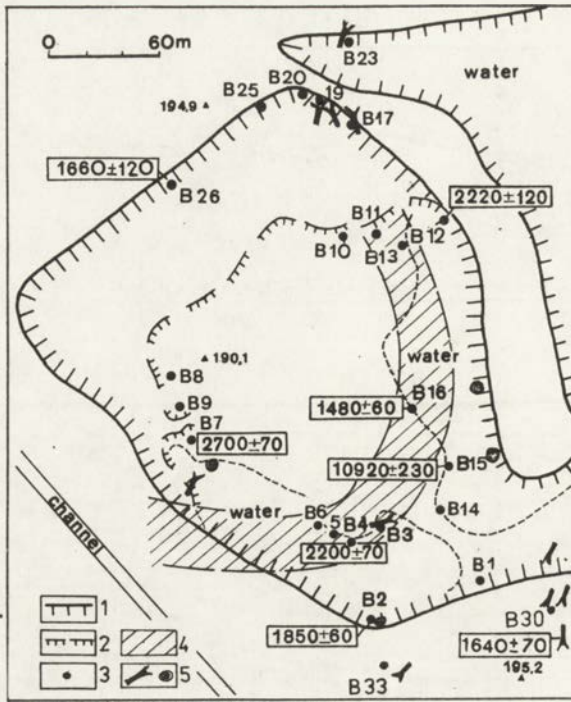 0 60m
B23
water
B20
B25
19
194,9
B17
1660±120
2220±120
B26
B11
B12
B10
B13
190,1
water
B8
B16
1480±60
B9
B7
2700±70
10920±230
B15
channel
water
B14
B6
5
B4
B3
2200±70
B1
1
B2
B30
2
4
1850±60
1640±70
195,2
3
5
B33